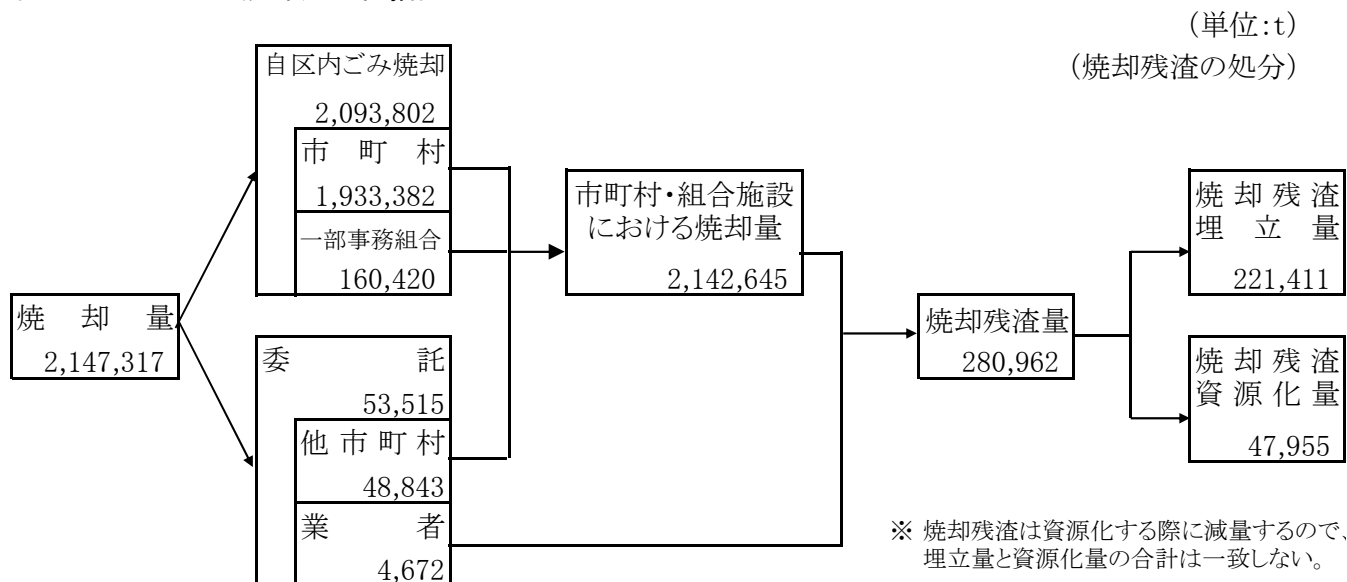 （単位:t）
（焼却残渣の処分）
自区内ごみ焼却
2,093,802
市町村
1,933,382
一部事務組合
160,420
焼却量
2,147,317
委託
53,515
他市町村
48,843
業者
4,672
市町村・組合施設
における焼却量
2,142,645
焼却残渣量
280,962
焼却残渣
埋立量
221,411
焼却残渣
資源化量
47,955
※ 焼却残渣は資源化する際に減量するので、
埋立量と資源化量の合計は一致しない。